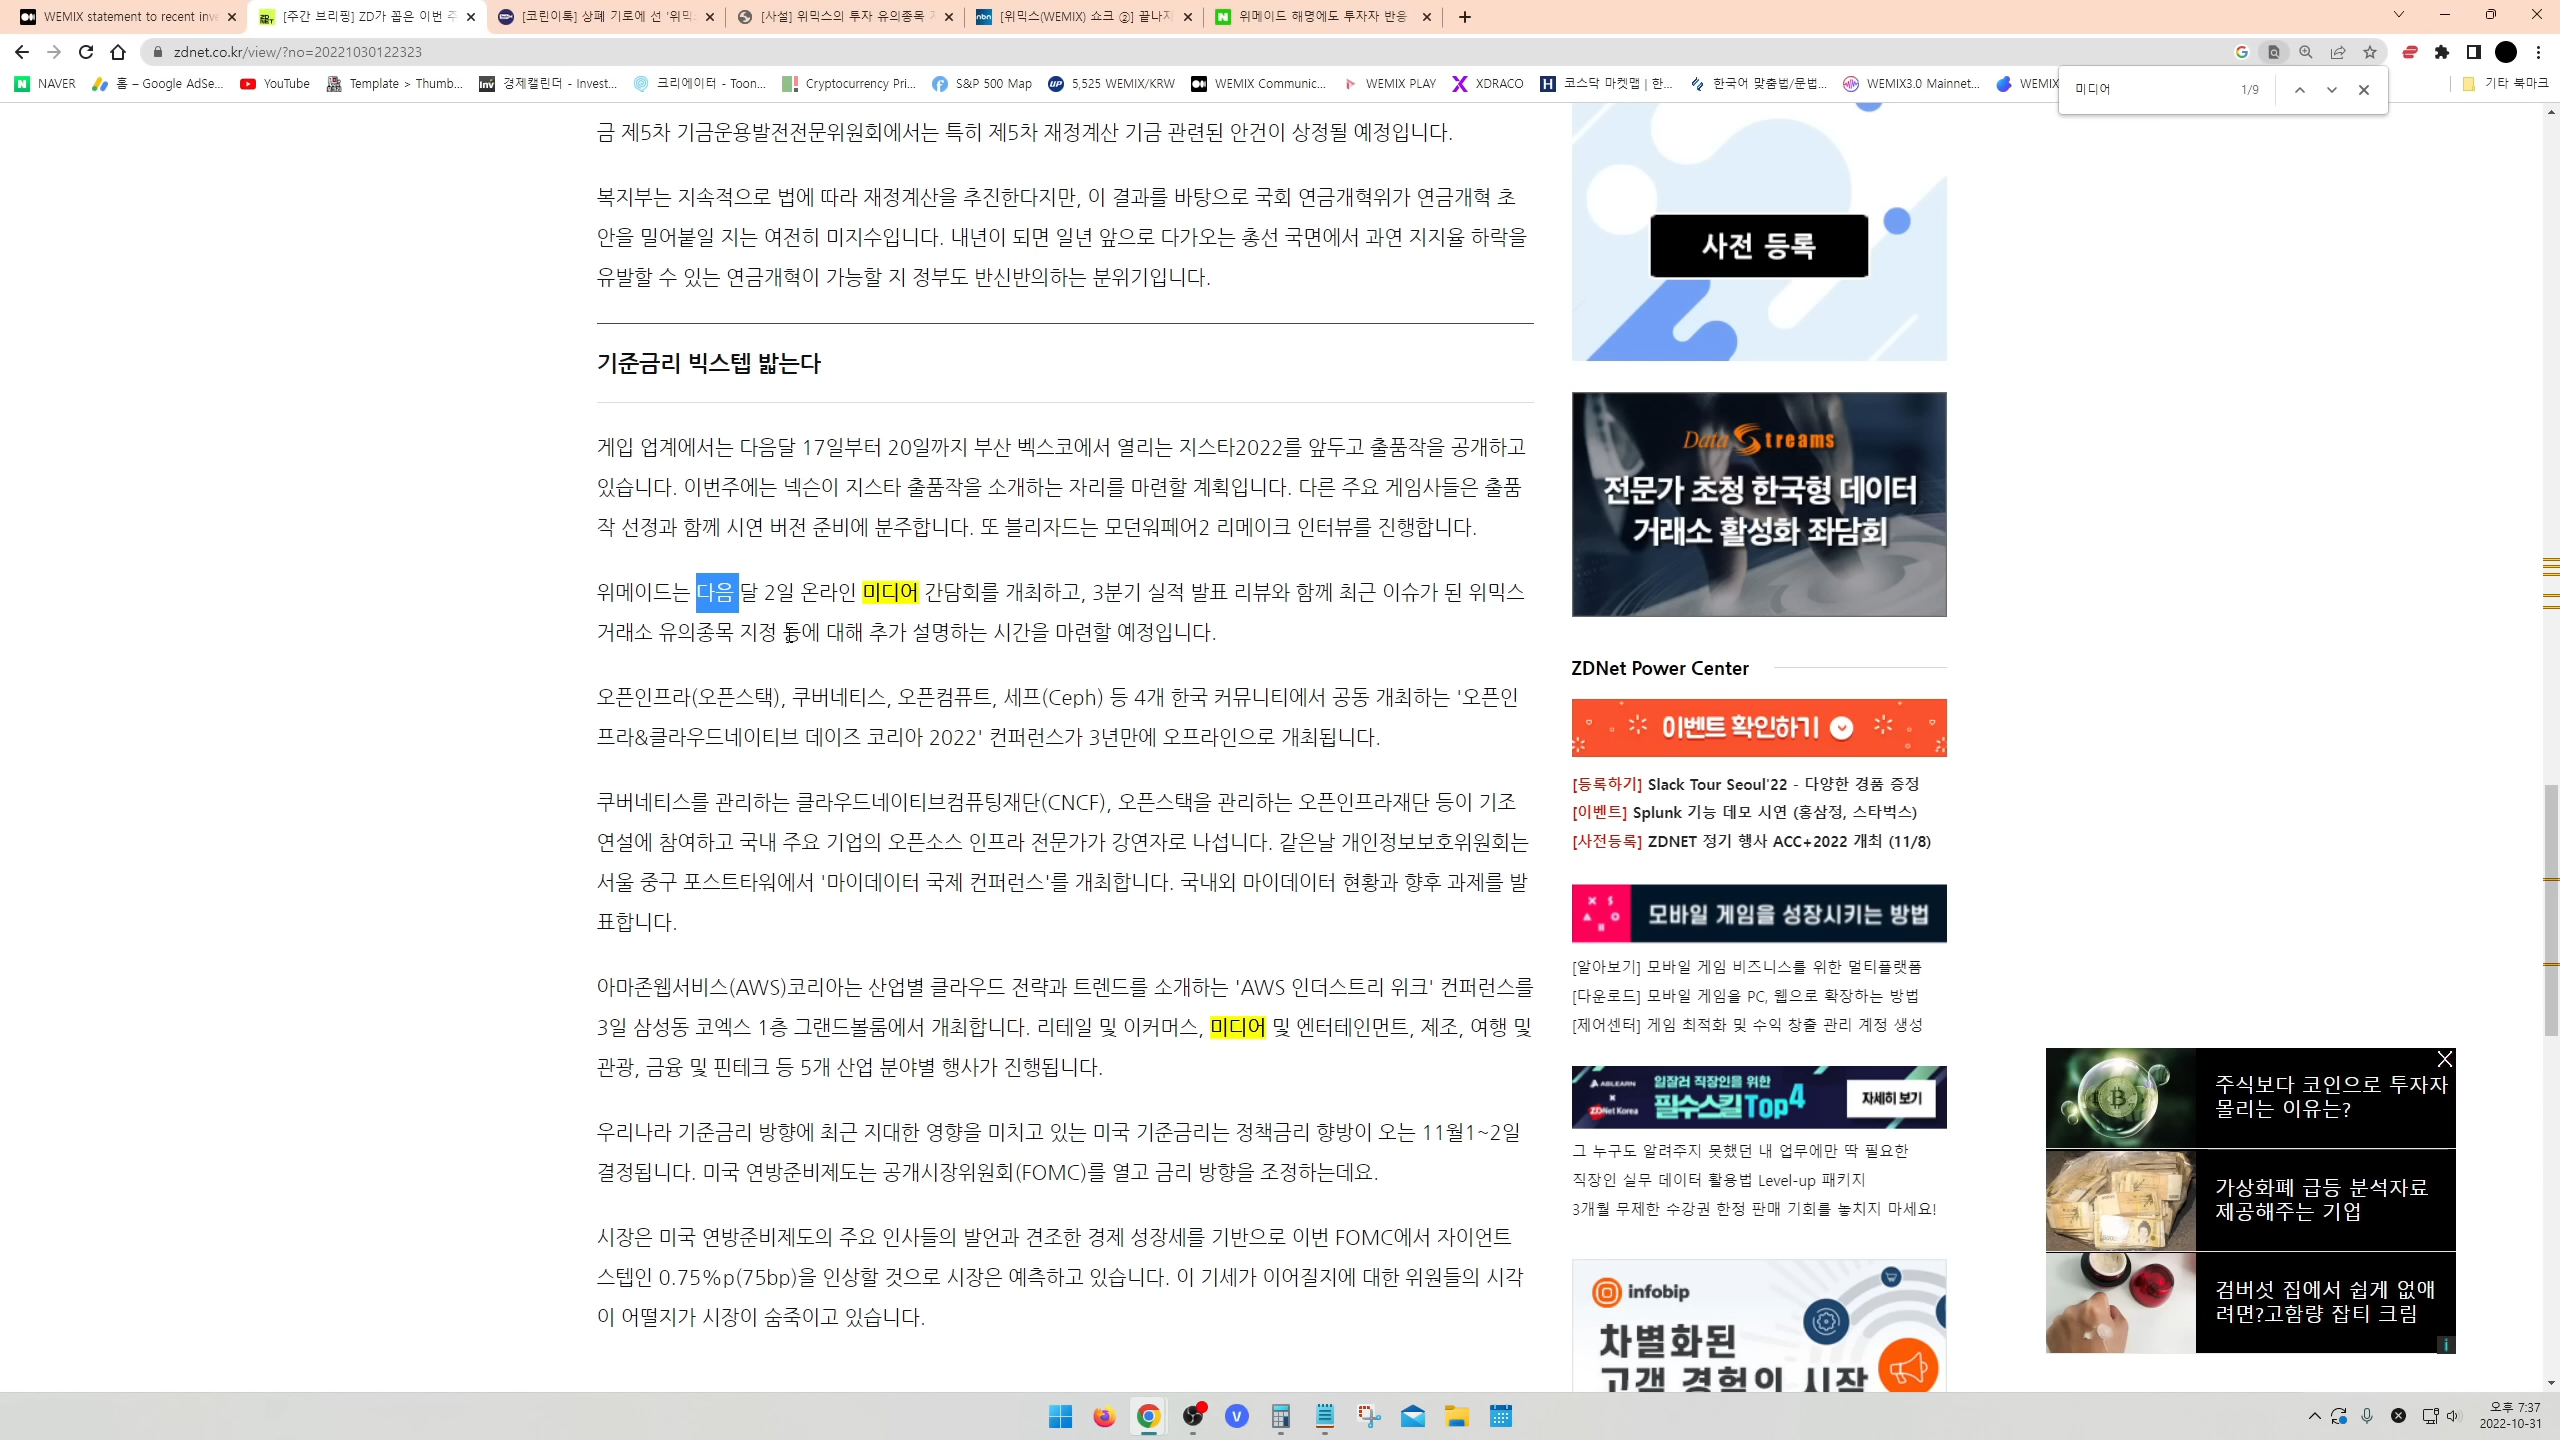 WEMIX statement to recent inve
[주간 브리핑] ZD가 꼽은 이번 주
[코린이톡] 상폐 기로에 선 '위믹
[사설] 위믹스의 투자 유의종목 지
[위믹스(WEMIX) 쇼크 ②] 끝나지
위메이드 해명에도 투자자 반응
zdnet.co.kr/view/?no=20221030122323
NAVER
홈 – Google AdSe...
YouTube
Template > Thumb...
경제캘린더 - Invest...
크리에이터 - Toon...
Cryptocurrency Pri...
S&P 500 Map
5,525 WEMIX/KRW
WEMIX Communic...
WEMIX PLAY
XDRACO
코스닥 마켓맵 | 한...
한국어 맞춤법/문법...
WEMIX3.0 Mainnet...
WEMIX
기타 북마크
미디어
1/9
금 제5차 기금운용발전전문위원회에서는 특히 제5차 재정계산 기금 관련된 안건이 상정될 예정입니다.
복지부는 지속적으로 법에 따라 재정계산을 추진한다지만, 이 결과를 바탕으로 국회 연금개혁위가 연금개혁 초
안을 밀어붙일 지는 여전히 미지수입니다. 내년이 되면 일년 앞으로 다가오는 총선 국면에서 과연 지지율 하락을
유발할 수 있는 연금개혁이 가능할 지 정부도 반신반의하는 분위기입니다.
기준금리 빅스텝 밟는다
게입 업계에서는 다음달 17일부터 20일까지 부산 벡스코에서 열리는 지스타2022를 앞두고 출품작을 공개하고
있습니다. 이번주에는 넥슨이 지스타 출품작을 소개하는 자리를 마련할 계획입니다. 다른 주요 게임사들은 출품
작 선정과 함께 시연 버전 준비에 분주합니다. 또 블리자드는 모던워페어2 리메이크 인터뷰를 진행합니다.
위메이드는 다음 달 2일 온라인 미디어 간담회를 개최하고, 3분기 실적 발표 리뷰와 함께 최근 이슈가 된 위믹스
거래소 유의종목 지정 등에 대해 추가 설명하는 시간을 마련할 예정입니다.
오픈인프라(오픈스택), 쿠버네티스, 오픈컴퓨트, 세프(Ceph) 등 4개 한국 커뮤니티에서 공동 개최하는 '오픈인
프라&클라우드네이티브 데이즈 코리아 2022' 컨퍼런스가 3년만에 오프라인으로 개최됩니다.
쿠버네티스를 관리하는 클라우드네이티브컴퓨팅재단(CNCF), 오픈스택을 관리하는 오픈인프라재단 등이 기조
연설에 참여하고 국내 주요 기업의 오픈소스 인프라 전문가가 강연자로 나섭니다. 같은날 개인정보보호위원회는
서울 중구 포스트타워에서 '마이데이터 국제 컨퍼런스'를 개최합니다. 국내외 마이데이터 현황과 향후 과제를 발
표합니다.
아마존웹서비스(AWS)코리아는 산업별 클라우드 전략과 트렌드를 소개하는 'AWS 인더스트리 위크' 컨퍼런스를
3일 삼성동 코엑스 1층 그랜드볼룸에서 개최합니다. 리테일 및 이커머스, 미디어 및 엔터테인먼트, 제조, 여행 및
관광, 금융 및 핀테크 등 5개 산업 분야별 행사가 진행됩니다.
우리나라 기준금리 방향에 최근 지대한 영향을 미치고 있는 미국 기준금리는 정책금리 향방이 오는 11월1~2일
결정됩니다. 미국 연방준비제도는 공개시장위원회(FOMC)를 열고 금리 방향을 조정하는데요.
시장은 미국 연방준비제도의 주요 인사들의 발언과 견조한 경제 성장세를 기반으로 이번 FOMC에서 자이언트
스텝인 0.75%p(75bp)을 인상할 것으로 시장은 예측하고 있습니다. 이 기세가 이어질지에 대한 위원들의 시각
이 어떨지가 시장이 숨죽이고 있습니다.
사전 등록
Data Streams
전문가 초청 한국형 데이터
거래소 활성화 좌담회
ZDNet Power Center
이벤트 확인하기
[등록하기] Slack Tour Seoul'22 - 다양한 경품 증정
[이벤트] Splunk 기능 데모 시연 (홍삼정, 스타벅스)
[사전등록] ZDNET 정기 행사 ACC+2022 개최 (11/8)
모바일 게임을 성장시키는 방법
[알아보기] 모바일 게임 비즈니스를 위한 멀티플랫폼
[다운로드] 모바일 게임을 PC, 웹으로 확장하는 방법
[제어센터] 게임 최적화 및 수익 창출 관리 계정 생성
ABLEARN
X
ZDNet Korea
일잘러 직장인을 위한
필수스킬 Top4
자세히 보기
그 누구도 알려주지 못했던 내 업무에만 딱 필요한
직장인 실무 데이터 활용법 Level-up 패키지
3개월 무제한 수강권 한정 판매 기회를 놓치지 마세요!
infobip
차별화된
고객 경험의 시작
주식보다 코인으로 투자자
몰리는 이유는?
가상화폐 급등 분석자료
제공해주는 기업
검버섯 집에서 쉽게 없애
려면?고함량 잡티 크림
오후 7:37
2022-10-31